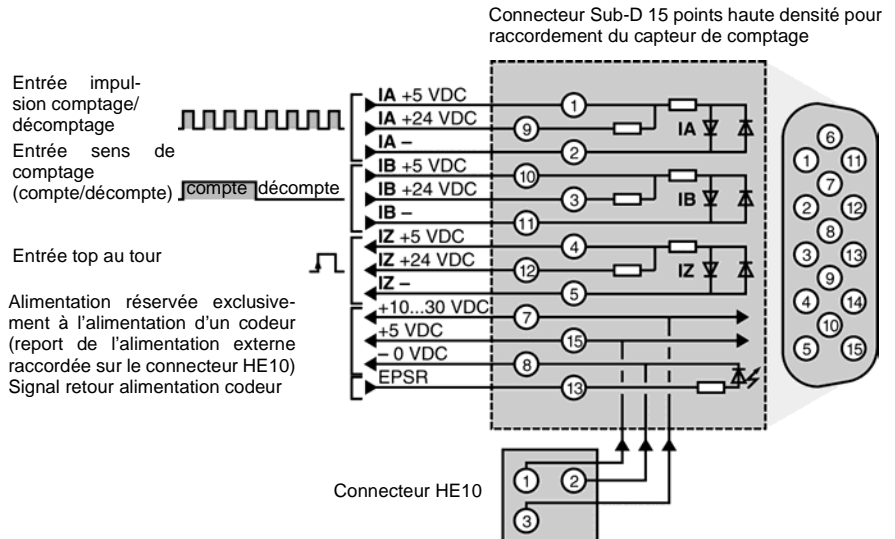 Connecteur Sub-D 15 points haute densité pour
raccordement du capteur de comptage
Entrée impul-
sion comptage/
décomptage
Entrée sens de
comptage
(compte/décompte)
compte décompte
Entrée top au tour
Alimentation réservée exclusive-
ment à l’alimentation d’un codeur
(report de l’alimentation externe
raccordée sur le connecteur HE10)
Signal retour alimentation codeur
IA +5 VDC 1
IA +24 VDC 9
IA – 2
IA
IB +5 VDC 10
IB +24 VDC 3
IB – 11
IB
IZ +5 VDC 4
IZ +24 VDC 12
IZ – 5
IZ
+10...30 VDC 7
+5 VDC 15
– 0 VDC 8
EPSR 13
6
1 11
7
2 12
8
3 13
9
4 14
10
5 15
Connecteur HE10
1 2
3